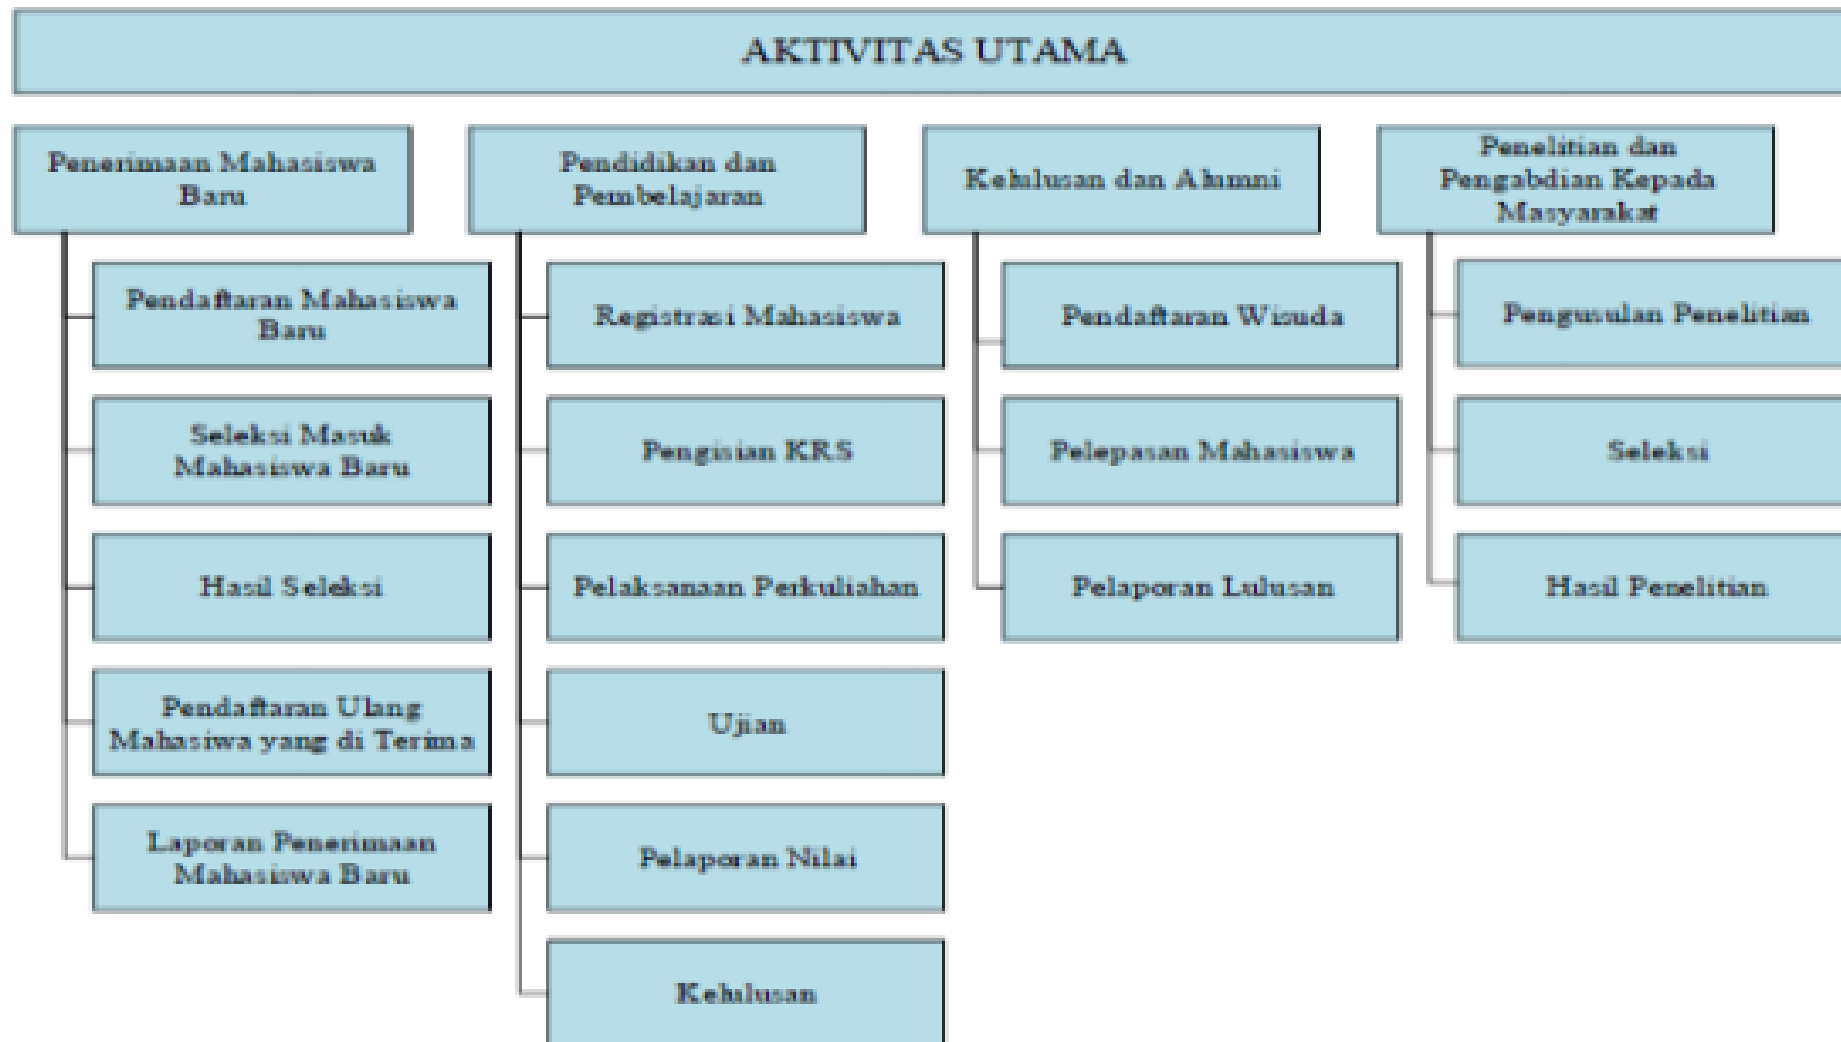 AKTIVITAS UTAMA
Penerimaan Mahasiswa
Baru
Pendaftaran Mahasiswa
Baru
Seleksi Masuk
Mahasiswa Baru
Hasil Seleksi
Pendaftaran Ulang
Mahasiwa yang di Terima
Laporan Penerimaan
Mahasiswa Baru
Pendidikan dan
Pembelajaran
Registrasi Mahasiswa
Pengisian KRS
Pelaksanaan Perkuliahan
Ujian
Pelaporan Nilai
Kelulusan
Kelulusan dan Alumni
Pendaftaran Wisuda
Pelepasan Mahasiswa
Pelaporan Lulusan
Penelitian dan
Pengabdian Kepada
Masyarakat
Pengusulan Penelitian
Seleksi
Hasil Penelitian